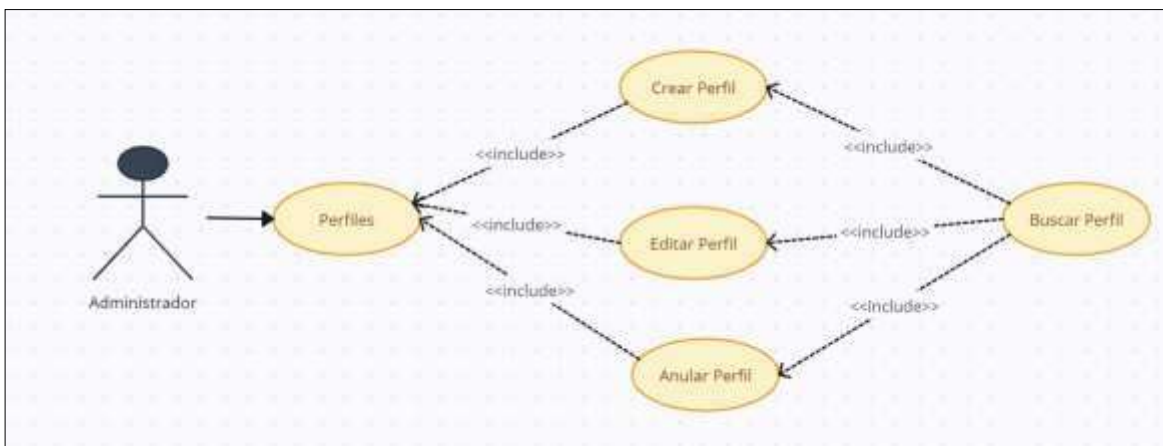 Crear Perfil
<<include>>
<<include>>
Perfiles
<<include>>
Editar Perfil
<<include>>
Buscar Perfil
<<include>>
<<include>>
Administrador
Anular Perfil